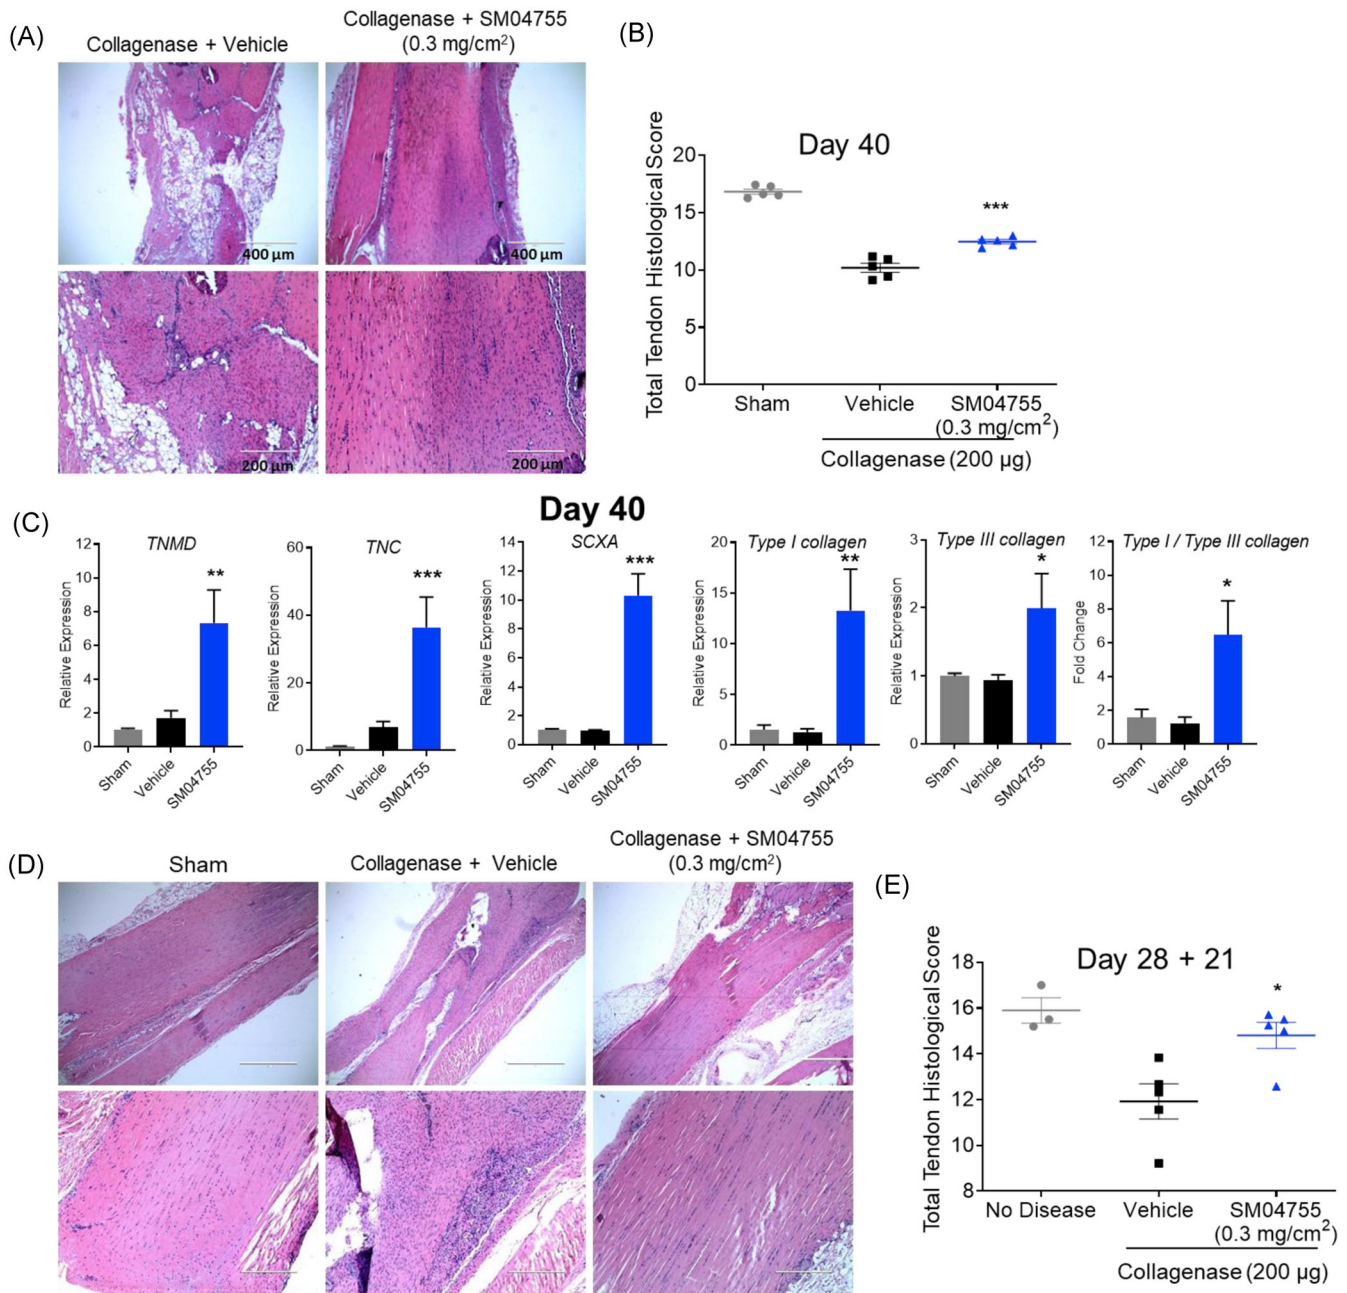 (A)
Collagenase + Vehicle
Collagenase + SM04755
(0.3 mg/cm²)
400 µm
400 µm
200 µm
200 µm
(B)
Day 40
Total Tendon Histological Score
20
15
10
5
0
***
Sham
Vehicle
SM04755
(0.3 mg/cm²)
Collagenase (200 µg)
(C)
Day 40
TNMD
Relative Expression
12
10
8
6
4
2
0
**
Sham
Vehicle
SM04755
TNC
Relative Expression
60
40
20
0
***
Sham
Vehicle
SM04755
SCXA
Relative Expression
14
12
10
8
6
4
2
0
***
Sham
Vehicle
SM04755
Type I collagen
Relative Expression
20
15
10
5
0
**
Sham
Vehicle
SM04755
Type III collagen
Relative Expression
3
2
1
0
*
Sham
Vehicle
SM04755
Type I / Type III collagen
Fold Change
12
10
8
6
4
2
0
*
Sham
Vehicle
SM04755
(D)
Sham
Collagenase + Vehicle
Collagenase + SM04755
(0.3 mg/cm²)
(E)
Day 28 + 21
Total Tendon Histological Score
18
16
14
12
10
8
*
No Disease
Vehicle
SM04755
(0.3 mg/cm²)
Collagenase (200 µg)